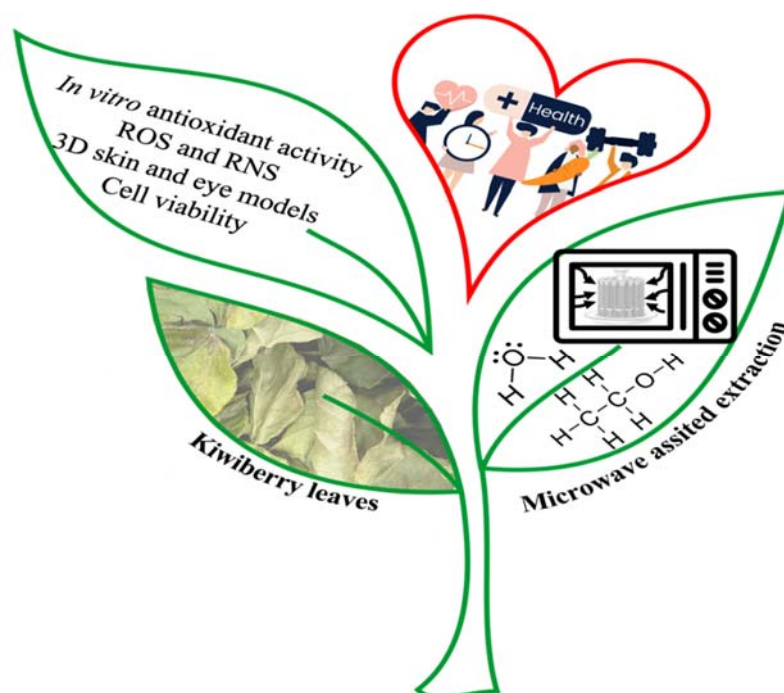 In vitro antioxidant activity
ROS and RNS
3D skin and eye models
Cell viability
+ Health
Kiwiberry leaves
O
H H
H H
H-C-C-O-H
H H
Microwave assited extraction